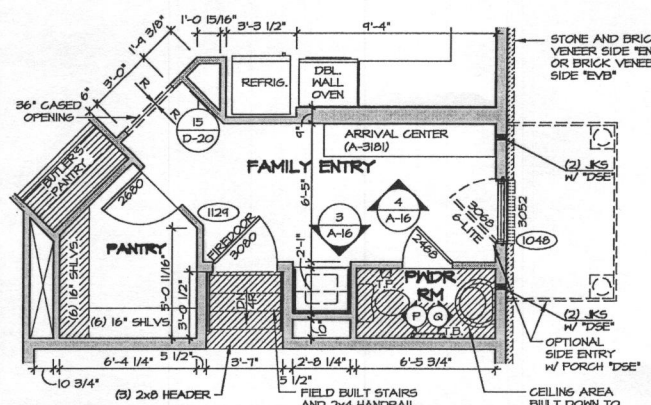 1'-0 15/16"
3'-3 1/2"
9'-4"
1'-9 3/8"
3'-0"
6"
R
R
REFRIG.
DBL.
WALL
OVEN
STONE AND BRIC
VENEER SIDE "EN
OR BRICK VENEE
SIDE "EVB"
36" CASED
OPENING
15
D-20
9"
ARRIVAL CENTER
(A-3181)
FAMILY ENTRY
(2) JKS
W/ "DSE"
BUTLER'S
PANTRY
2680
6'-5"
3
A-16
4
A-16
3068
6-LITE
3052
1048
1129
FIREDOOR
3080
2'-1"
2468
PANTRY
(6) 16" SHLVS.
(6) 16" SHLVS.
5'-0 11/16"
3'-0 1/2"
DN
PWDR
RM
T.P.
P
Q
T.B.
10"
(2) JKS
W/ "DSE"
OPTIONAL
SIDE ENTRY
W/ PORCH "DSE"
6'-4 1/4"
5 1/2"
3'-7"
2'-8 1/4"
6'-5 3/4"
10 3/4"
5 1/2"
(3) 2x8 HEADER
FIELD BUILT STAIRS
AND 2x4 HANDRAIL
CEILING AREA
BUILT DOWN TO